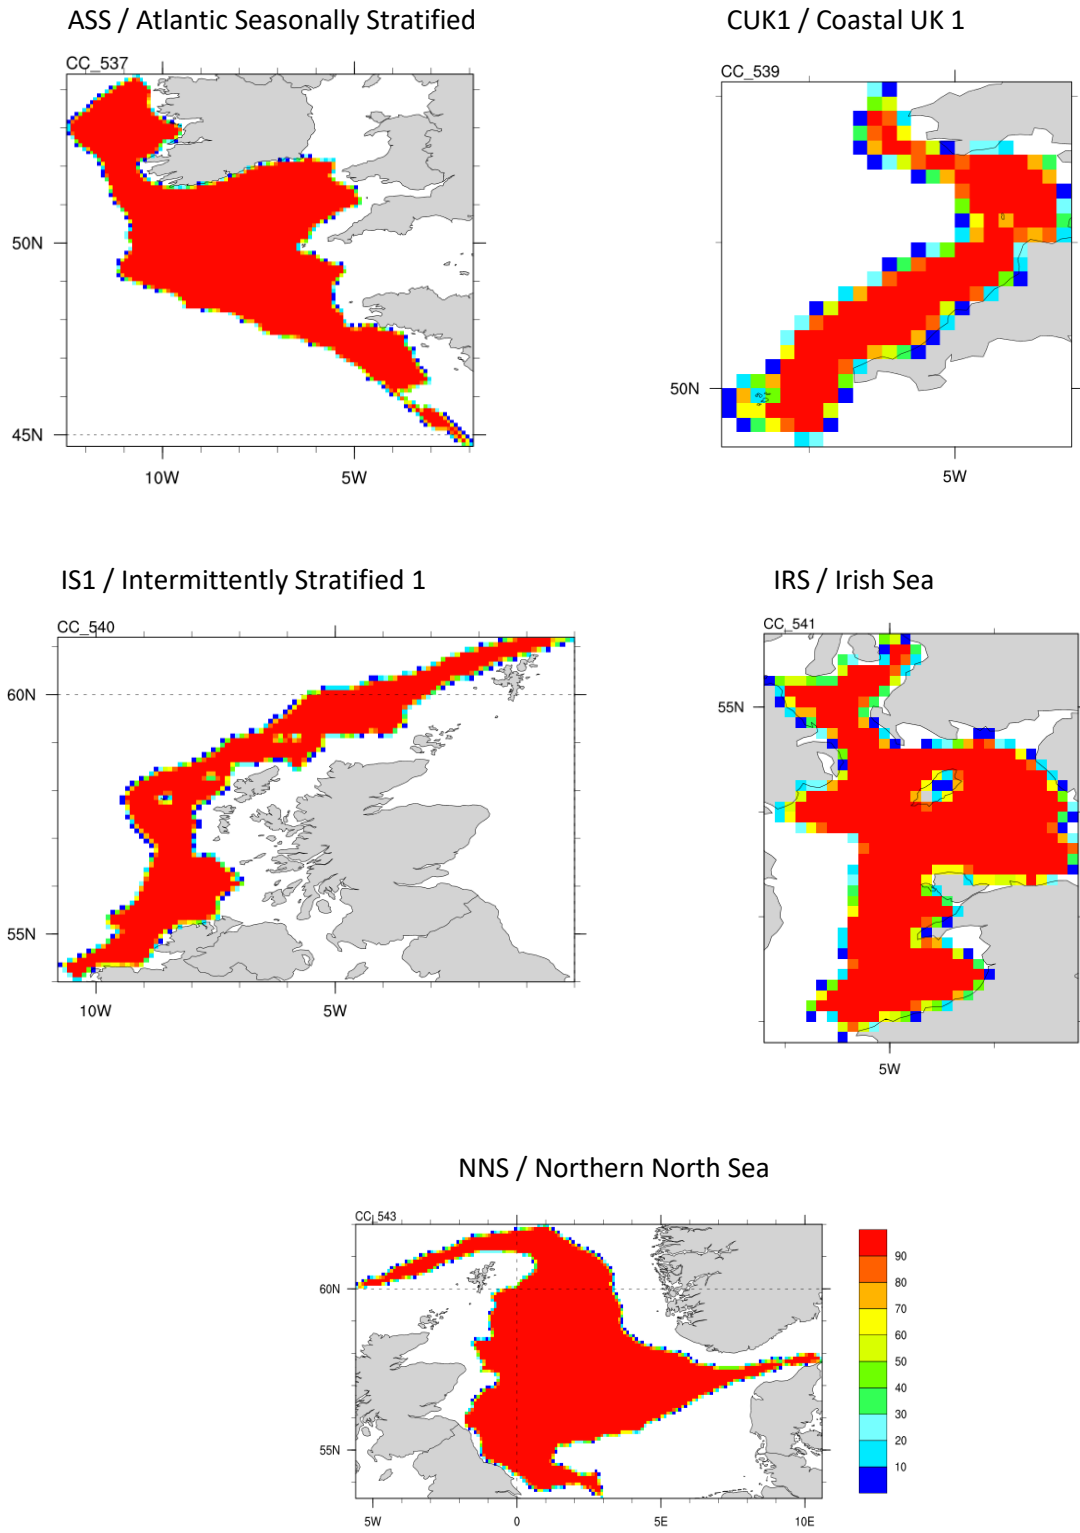 ASS / Atlantic Seasonally Stratified
CUK1 / Coastal UK 1
CC_537
CC_539
50N
45N
10W
5W
50N
5W
IS1 / Intermittently Stratified 1
IRS / Irish Sea
CC_540
CC_541
60N
55N
10W
5W
55N
5W
NNS / Northern North Sea
CC_543
60N
55N
5W
0
5E
10E
90
80
70
60
50
40
30
20
10